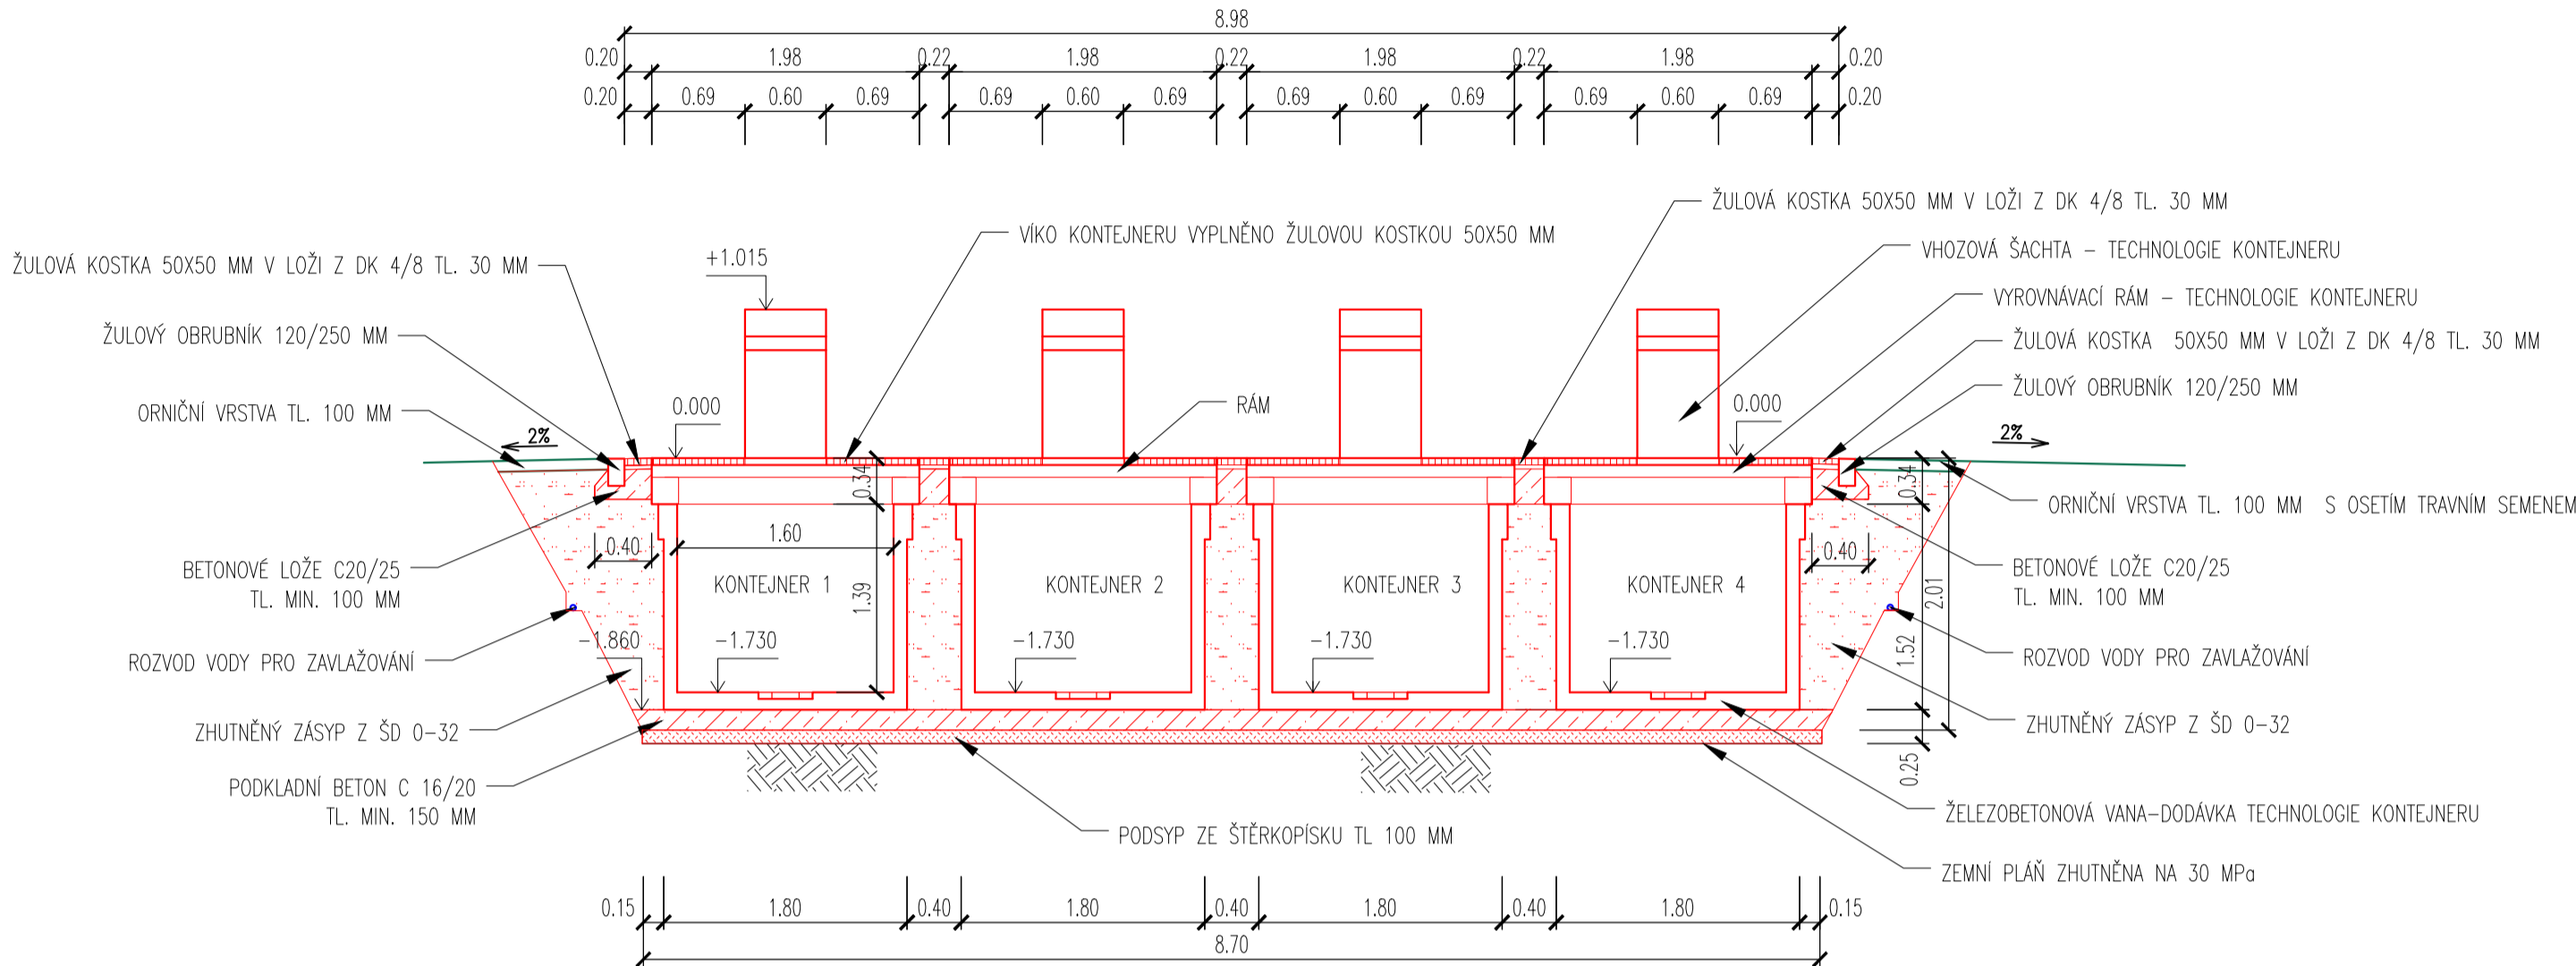 8.98
0.20 1.98 0.22 1.98 0.22 1.98 0.22 1.98 0.20
0.20 0.69 0.60 0.69 0.69 0.60 0.69 0.69 0.60 0.69 0.69 0.60 0.69 0.20
ŽULOVÁ KOSTKA 50X50 MM V LOŽI Z DK 4/8 TL. 30 MM
VÍKO KONTEJNERU VYPLNĚNO ŽULOVOU KOSTKOU 50X50 MM
VHOZOVÁ ŠACHTA – TECHNOLOGIE KONTEJNERU
+1.015
ŽULOVÁ KOSTKA 50X50 MM V LOŽI Z DK 4/8 TL. 30 MM
VYROVNÁVACÍ RÁM – TECHNOLOGIE KONTEJNERU
ŽULOVÝ OBRUBNÍK 120/250 MM
ŽULOVÁ KOSTKA 50X50 MM V LOŽI Z DK 4/8 TL. 30 MM
ŽULOVÝ OBRUBNÍK 120/250 MM
ORNIČNÍ VRSTVA TL. 100 MM
0.000
RÁM
0.000
2%
2%
0.34
0.34
ORNIČNÍ VRSTVA TL. 100 MM S OSETÍM TRAVNÍM SEMENEM
0.40
1.60
0.40
BETONOVÉ LOŽE C20/25
TL. MIN. 100 MM
KONTEJNER 1
1.39
KONTEJNER 2
KONTEJNER 3
KONTEJNER 4
2.01
BETONOVÉ LOŽE C20/25
TL. MIN. 100 MM
-1.860
-1.730
-1.730
-1.730
-1.730
1.52
ROZVOD VODY PRO ZAVLAŽOVÁNÍ
ROZVOD VODY PRO ZAVLAŽOVÁNÍ
ZHUTNĚNÝ ZÁSYP Z ŠD 0-32
ZHUTNĚNÝ ZÁSYP Z ŠD 0-32
0.25
PODKLADNÍ BETON C 16/20
TL. MIN. 150 MM
ŽELEZOBETONOVÁ VANA-DODÁVKA TECHNOLOGIE KONTEJNERU
PODSYP ZE ŠTĚRKOPÍSKU TL 100 MM
ZEMNÍ PLÁŇ ZHUTNĚNA NA 30 MPa
0.15 1.80 0.40 1.80 0.40 1.80 0.40 1.80 0.15
8.70